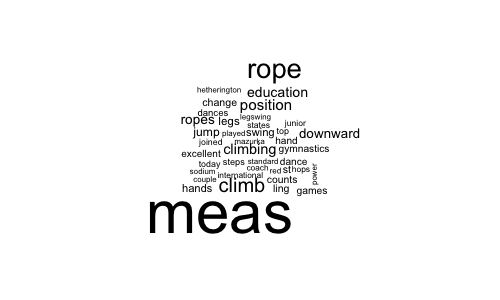 rope
hetherington education
change position
dances
ropes legs legswing
states junior
jump played swing top downward
joined mazurka hand
climbing gymnastics
excellent
today steps standard dance
sodium coach red st hops power
couple international
hands climb counts
ling games
meas